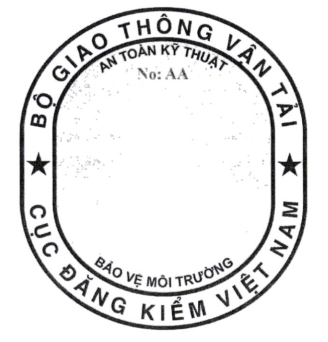 BỘ GIAO THÔNG VẬN TẢI
AN TOÀN KỸ THUẬT
No: AA
BẢO VỆ MÔI TRƯỜNG
CỤC ĐĂNG KIỂM VIỆT NAM